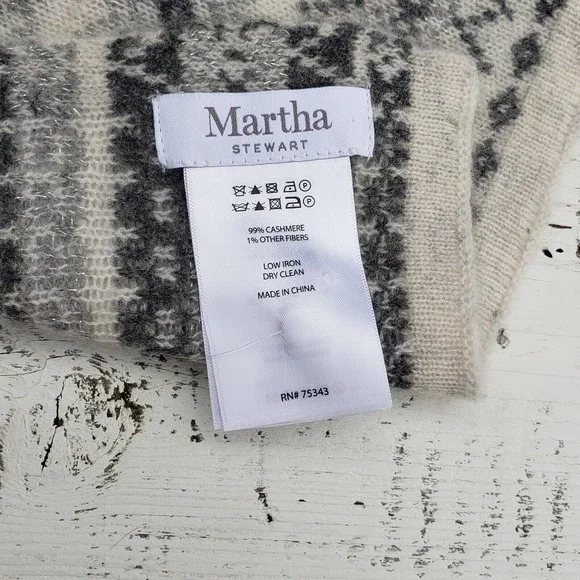 Martha
STEWART
99% CASHMERE
1% OTHER FIBERS
LOW IRON
DRY CLEAN
MADE IN CHINA
RN# 75343